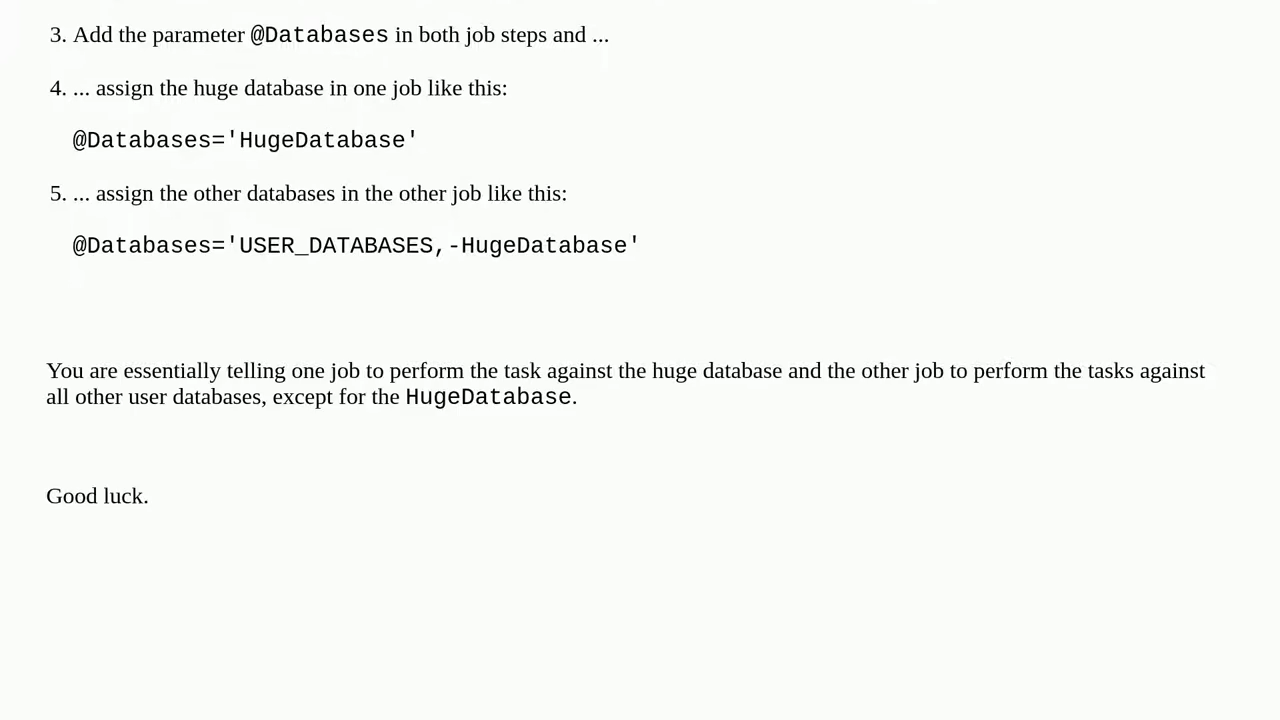 3. Add the parameter @Databases in both job steps and ...
4. ... assign the huge database in one job like this:
@Databases='HugeDatabase'
5. ... assign the other databases in the other job like this:
@Databases='USER_DATABASES,-HugeDatabase'
You are essentially telling one job to perform the task against the huge database and the other job to perform the tasks against
all other user databases, except for the HugeDatabase.
Good luck.